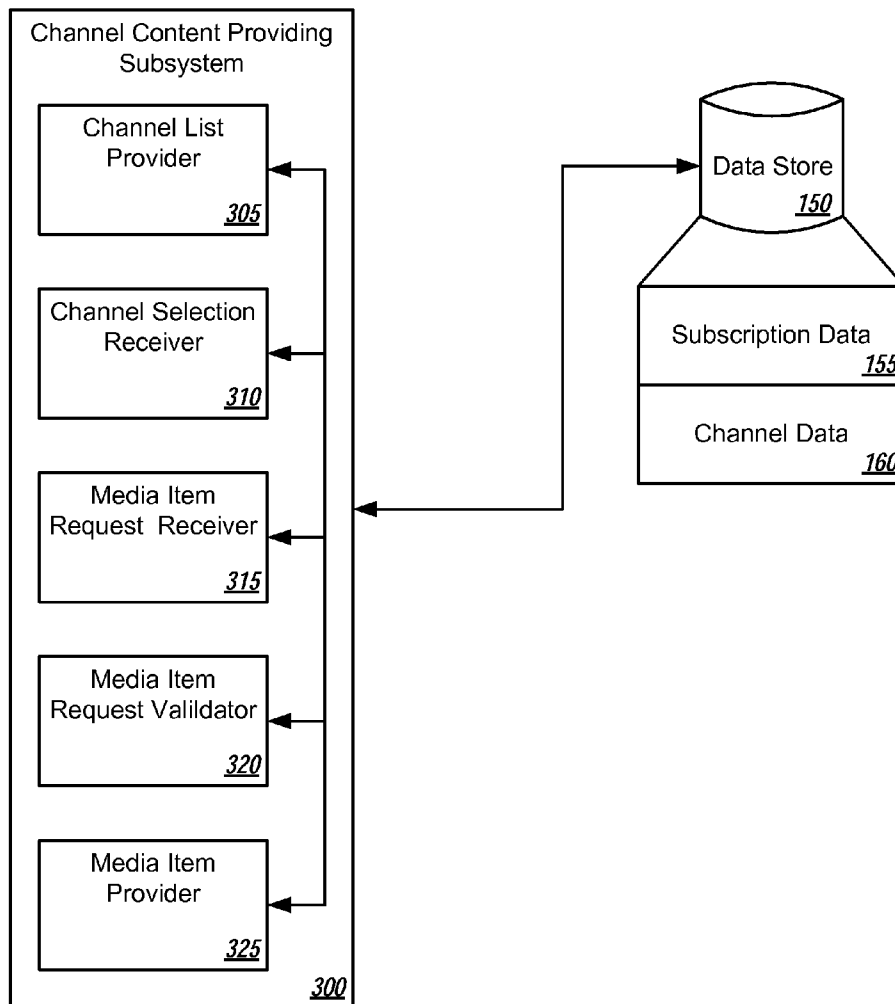 Channel Content Providing
Subsystem
Channel List
Provider
305
Channel Selection
Receiver
310
Media Item
Request Receiver
315
Media Item
Request Valildator
320
Media Item
Provider
325
300
Data Store
150
Subscription Data
155
Channel Data
160